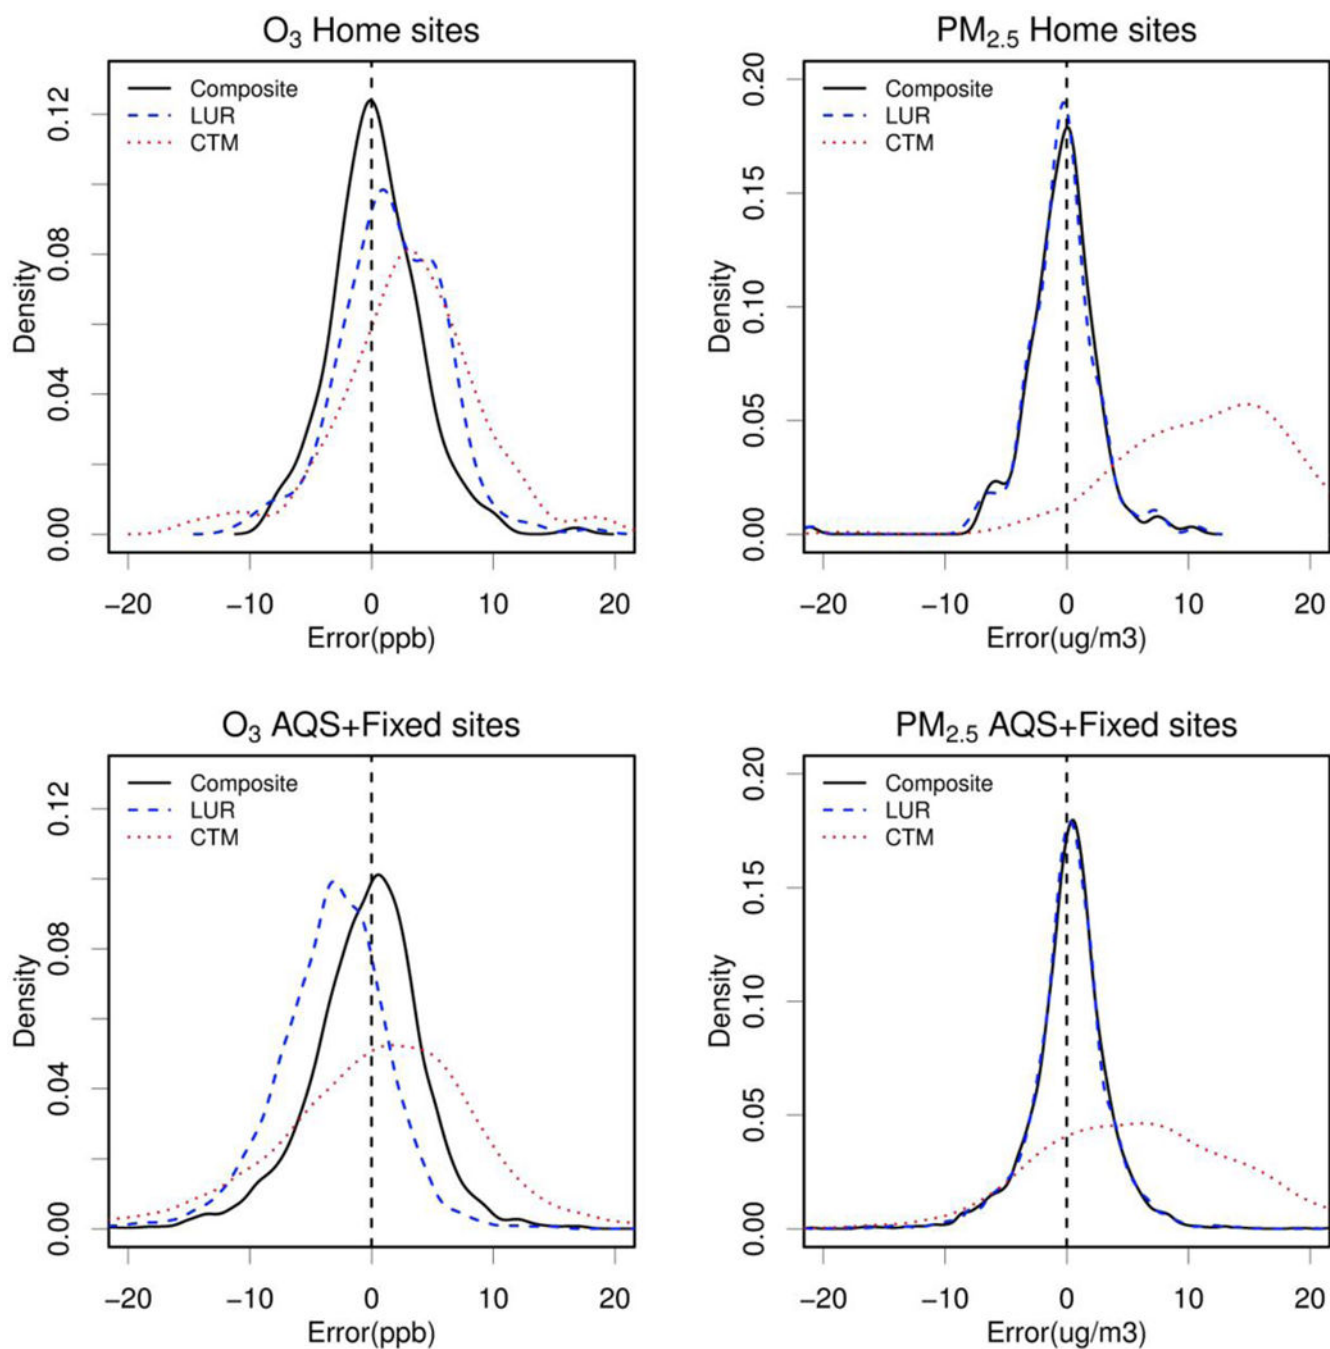 O₃ Home sites
Composite
LUR
CTM
Density
0.00 0.04 0.08 0.12
−20 −10 0 10 20
Error(ppb)
PM₂.₅ Home sites
Composite
LUR
CTM
Density
0.00 0.05 0.10 0.15 0.20
−20 −10 0 10 20
Error(ug/m3)
O₃ AQS+Fixed sites
Composite
LUR
CTM
Density
0.00 0.04 0.08 0.12
−20 −10 0 10 20
Error(ppb)
PM₂.₅ AQS+Fixed sites
Composite
LUR
CTM
Density
0.00 0.05 0.10 0.15 0.20
−20 −10 0 10 20
Error(ug/m3)